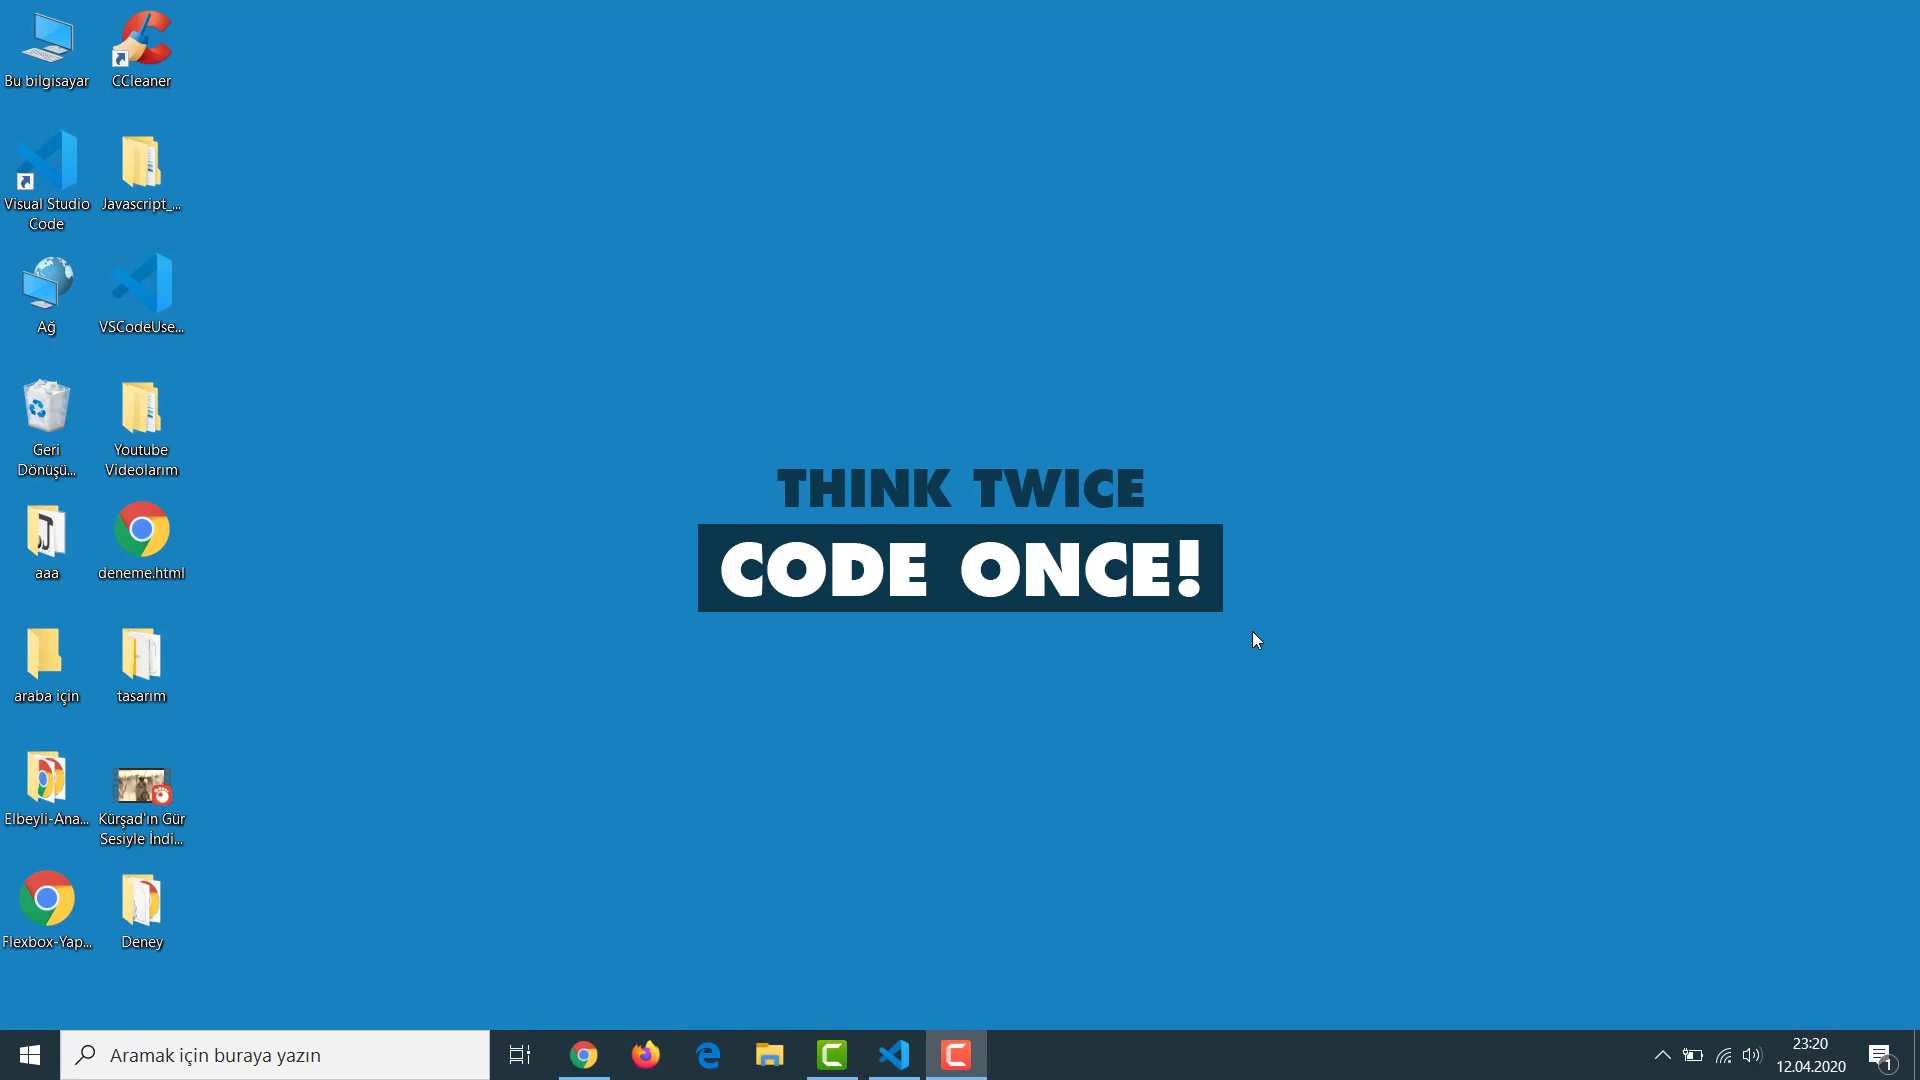 Bu bilgisayar
CCleaner
Visual Studio
Code
Javascript_...
Ağ
VSCodeUse...
Geri
Dönüşü...
Youtube
Videolarım
aaa
deneme.html
araba için
tasarım
Elbeyli-Ana...
Kürşad'ın Gür
Sesiyle İndi...
Flexbox-Yap...
Deney
THINK TWICE
CODE ONCE!
Aramak için buraya yazın
23:20
12.04.2020
1